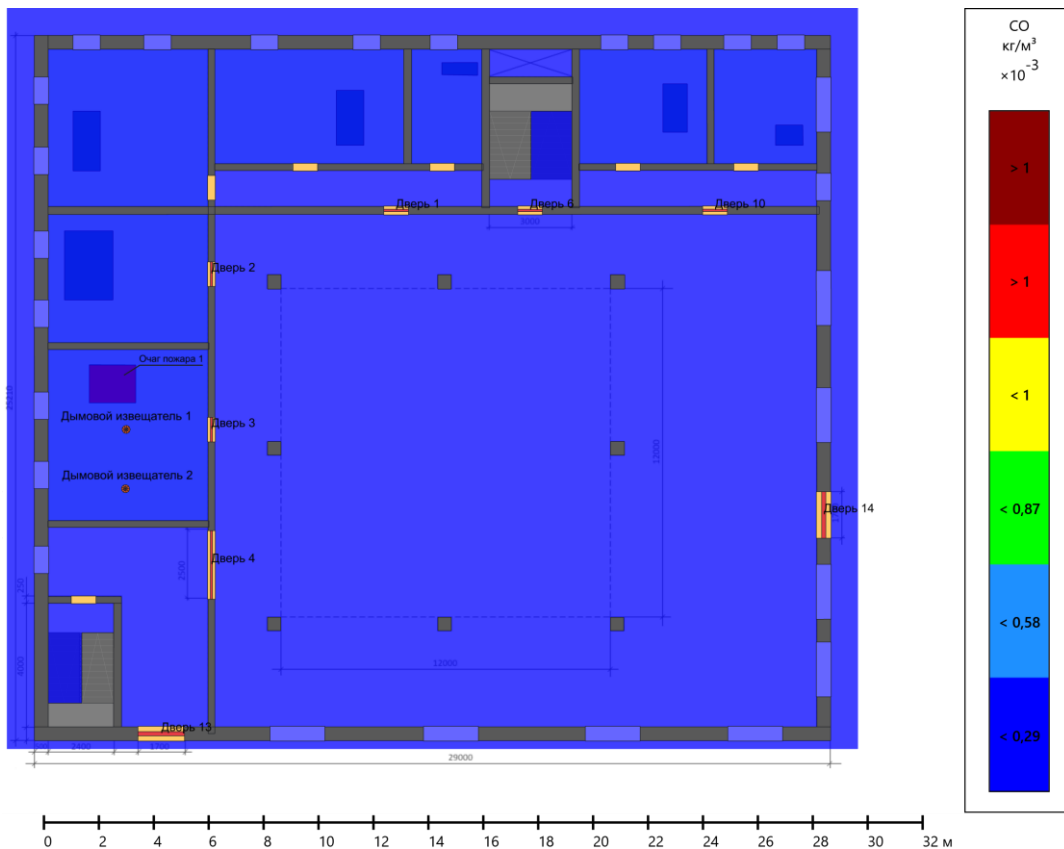 CO
кг/м³
×10⁻³
> 1
> 1
< 1
< 0,87
< 0,58
< 0,29
Дверь 1
Дверь 6
Дверь 10
3000
Дверь 2
Очаг пожара 1
25210
Дымовой извещатель 1
Дверь 3
12000
Дымовой извещатель 2
Дверь 14
Дверь 4
2500
250
4000
12000
Дверь 13
2400
1700
29000
0 2 4 6 8 10 12 14 16 18 20 22 24 26 28 30 32 м